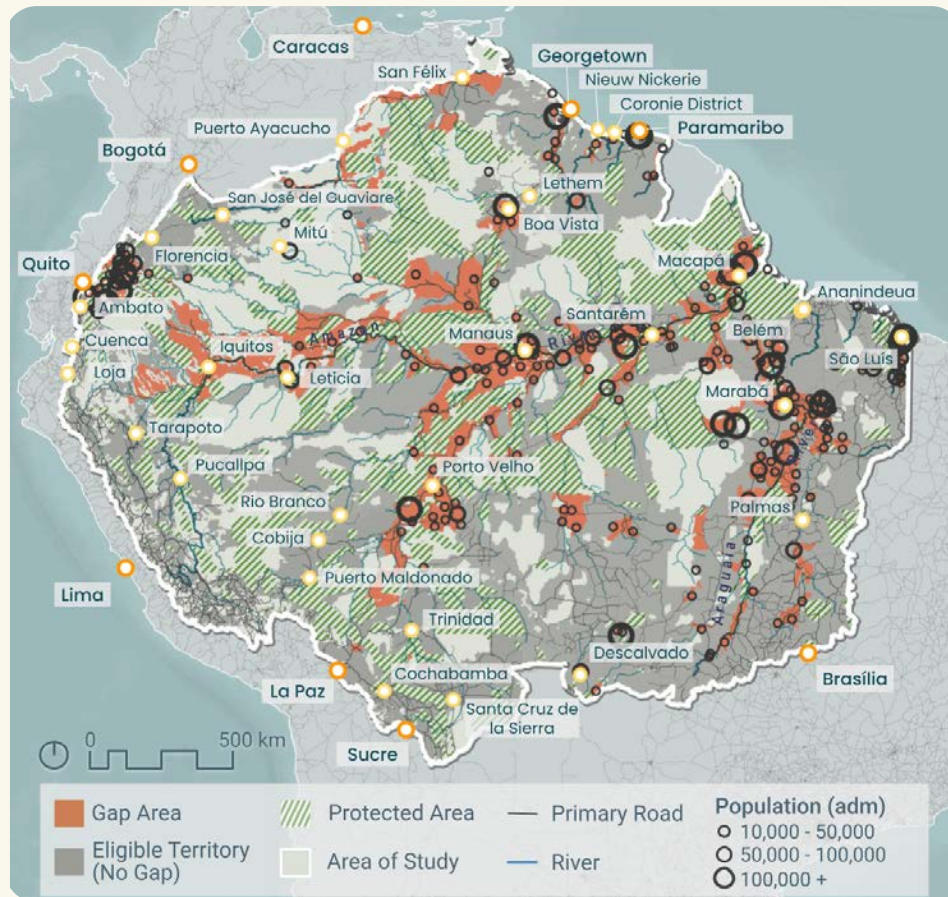 Caracas
Georgetown
San Félix
Nieuw Nickerie
Coronie District
Puerto Ayacucho
Paramaribo
Bogotá
Lethem
San José del Guaviare
Boa Vista
Mitú
Florencia
Macapá
Quito
Ananindeua
Ambato
Santarém
Manaus
Amazon
River
Belém
Cuenca
Iquitos
São Luís
Loja
Leticia
Marabá
Tarapoto
Pucallpa
Porto Velho
Rio Branco
Palmas
Cobija
Araguaia
Lima
Puerto Maldonado
Trinidad
Descalvado
La Paz
Cochabamba
Brasília
Santa Cruz de
la Sierra
Sucre
0 500 km
Gap Area
Eligible Territory
(No Gap)
Protected Area
Area of Study
Primary Road
River
Population (adm)
10,000 - 50,000
50,000 - 100,000
100,000 +